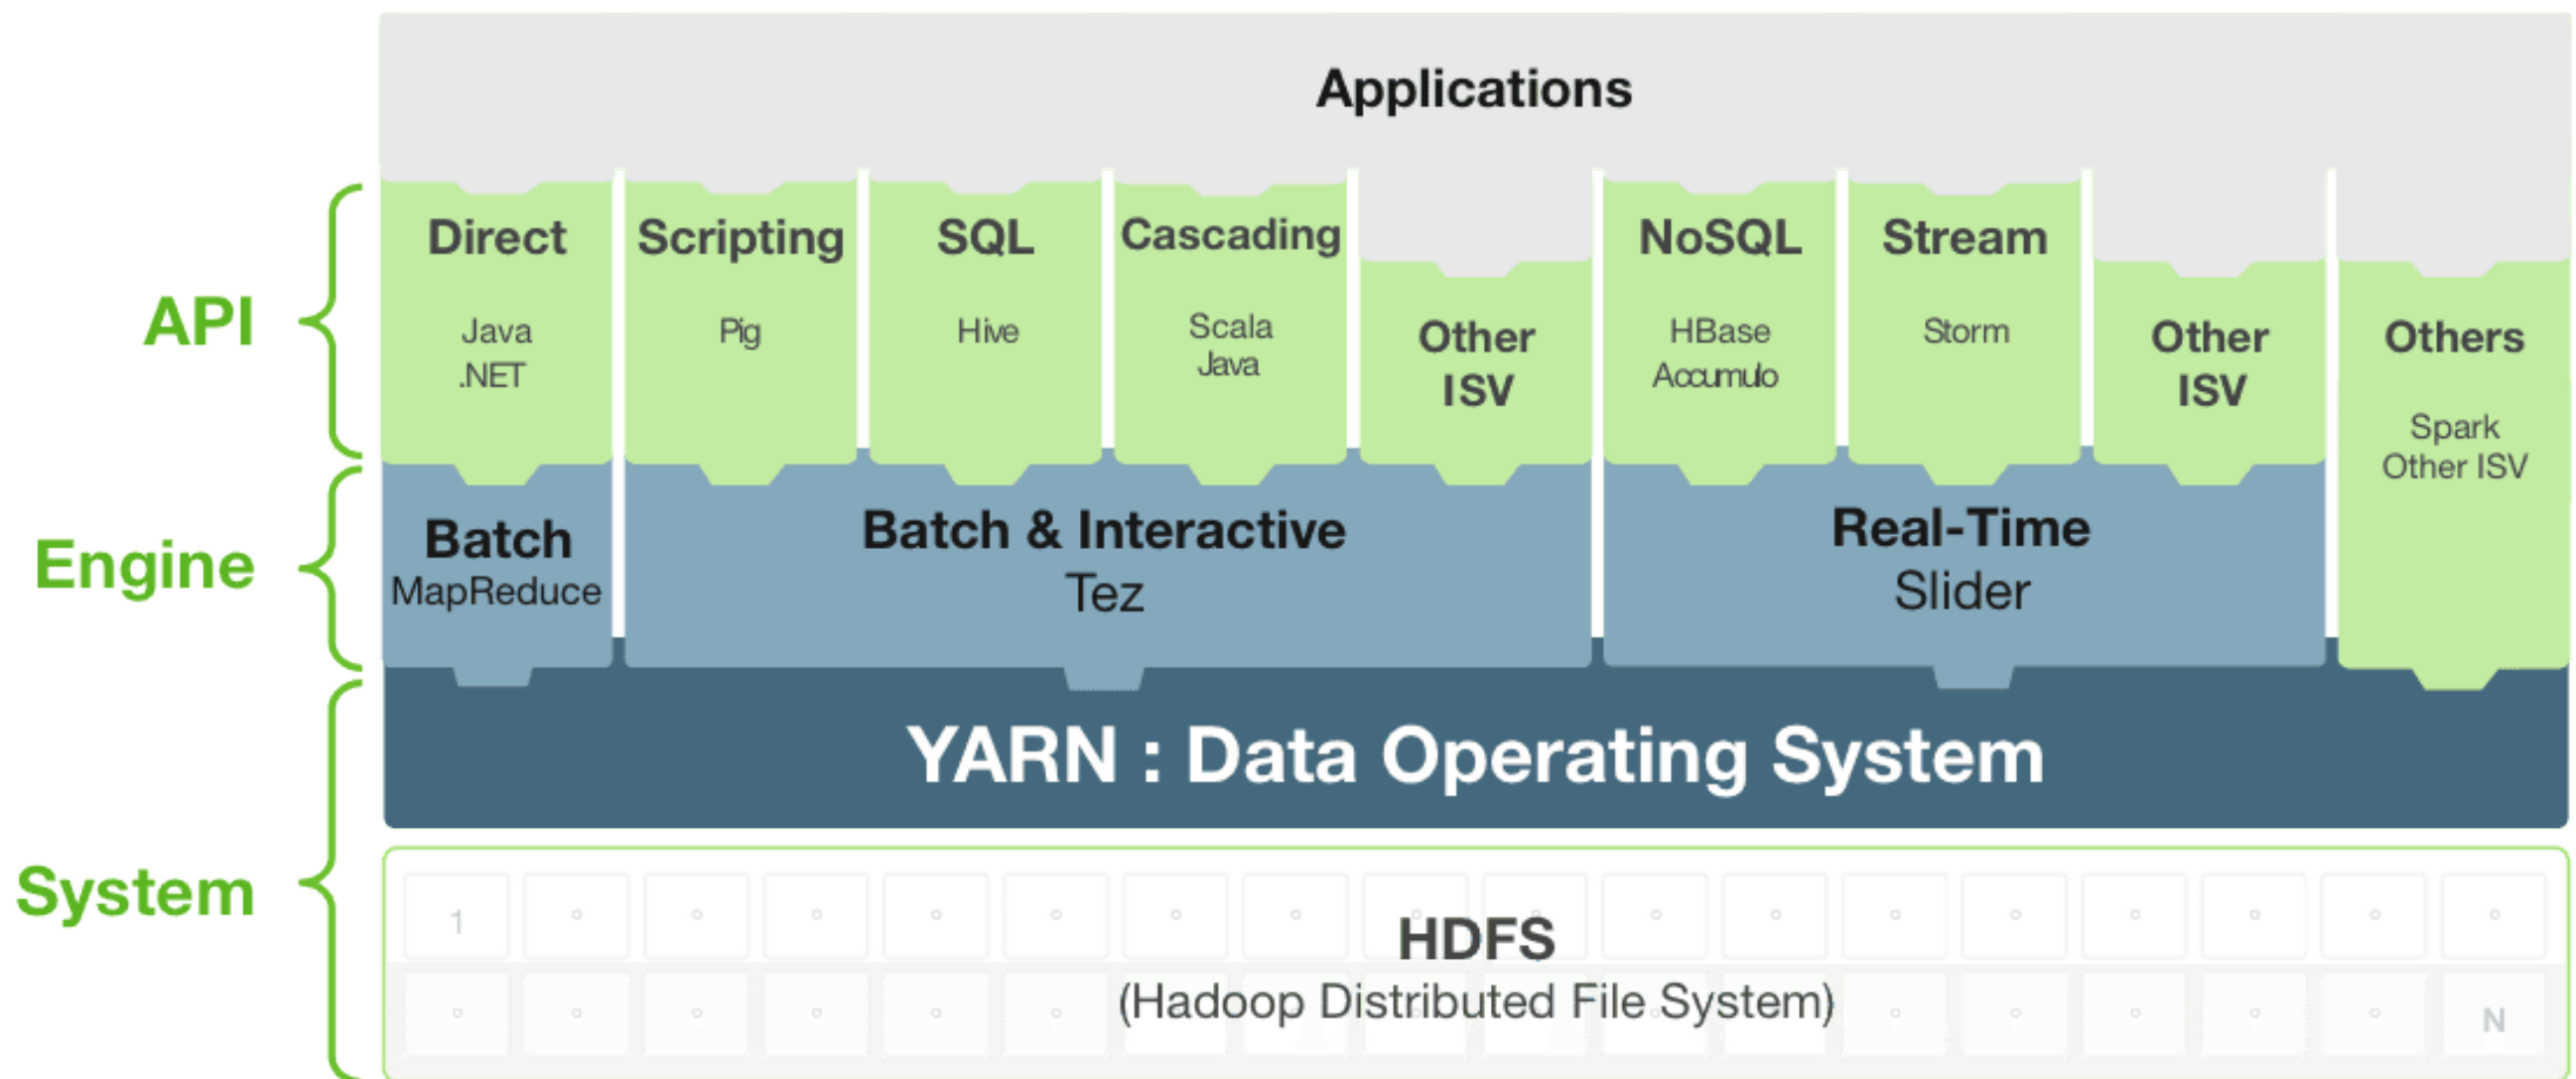 Applications
API
Direct
Java
.NET
Scripting
Pig
SQL
Hive
Cascading
Scala
Java
Other
ISV
NoSQL
HBase
Accumulo
Stream
Storm
Other
ISV
Others
Spark
Other ISV
Engine
Batch
MapReduce
Batch & Interactive
Tez
Real-Time
Slider
System
YARN : Data Operating System
1
HDFS
(Hadoop Distributed File System)
N